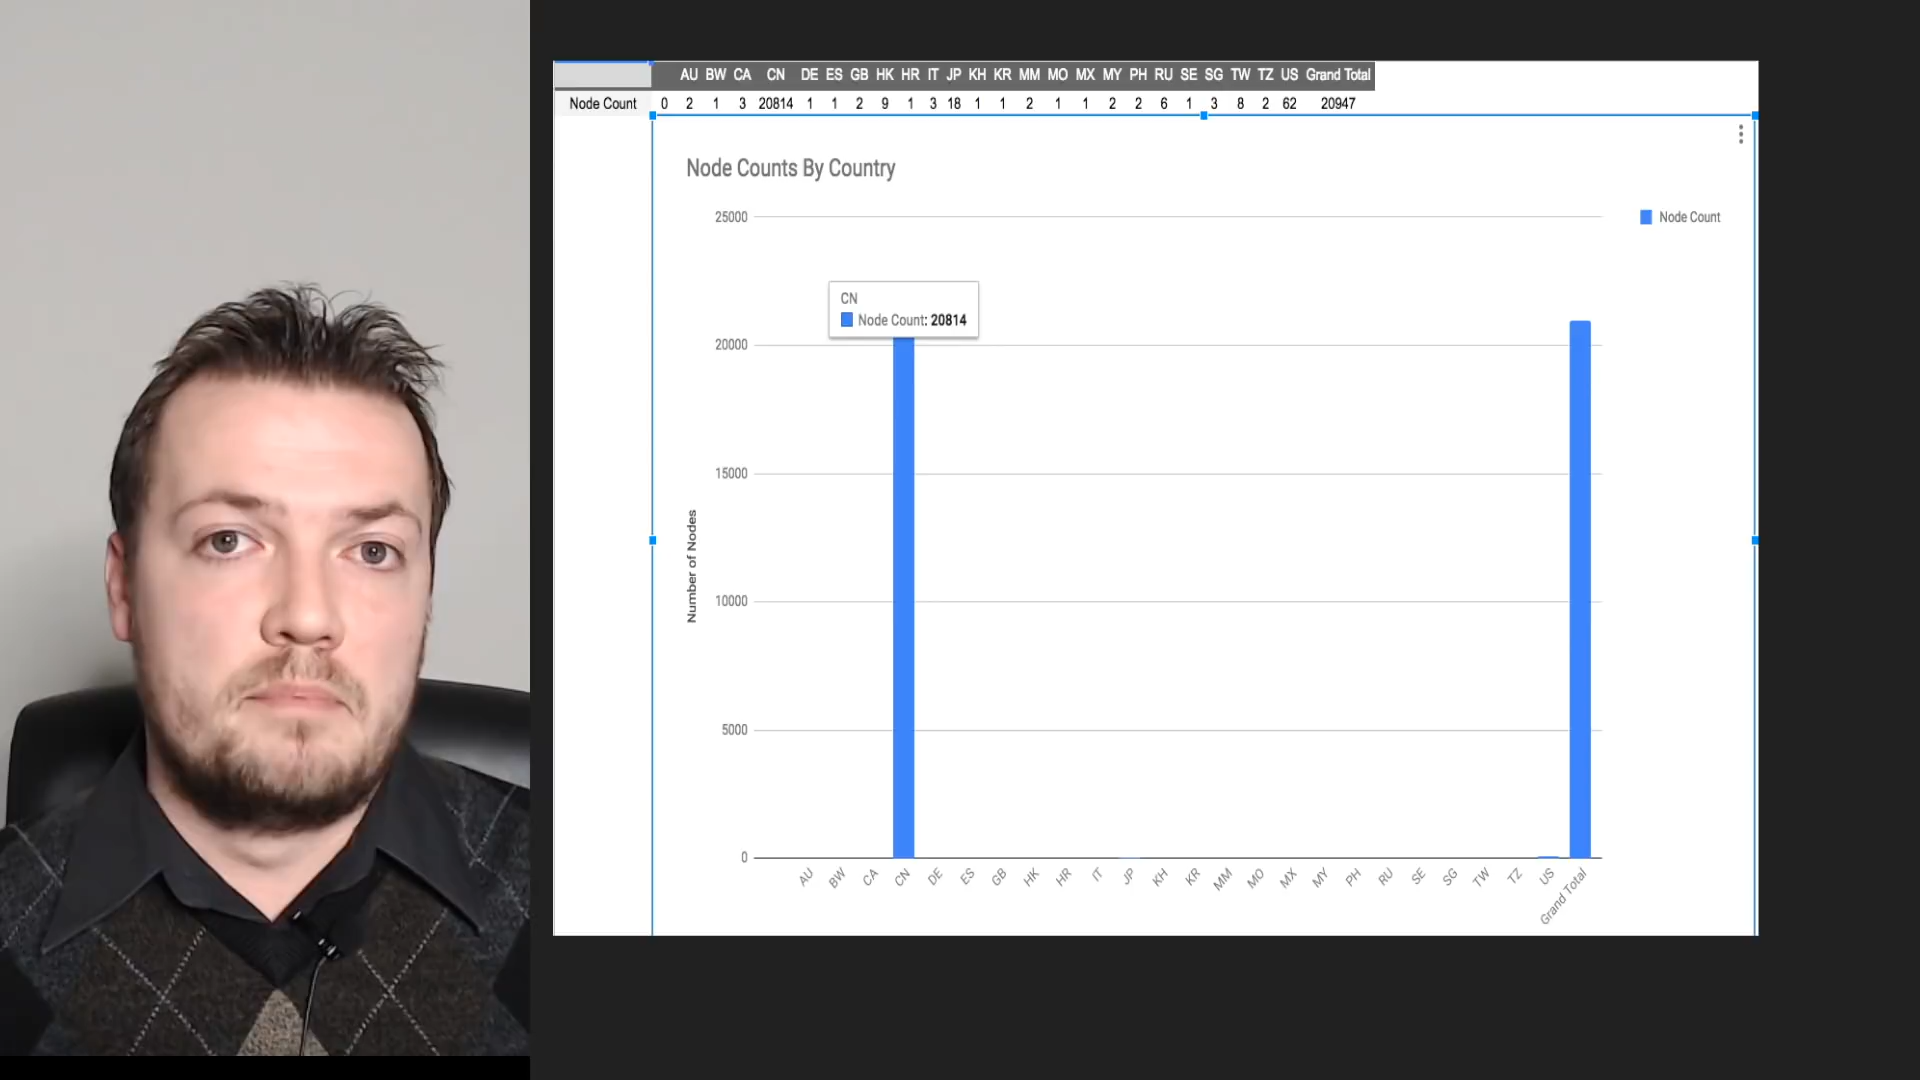 AU BW CA CN DE ES GB HK HR IT JP KH KR MM MO MX MY PH RU SE SG TW TZ US Grand Total
Node Count 0 2 1 3 20814 1 1 2 9 1 3 18 1 1 2 1 1 2 2 6 1 3 8 2 62 20947
Node Counts By Country
25000
Node Count
CN
Node Count: 20814
20000
15000
Number of Nodes
10000
5000
0
AU BW CA CN DE ES GB HK HR IT JP KH KR MM MO MX MY PH RU SE SG TW TZ US Grand Total